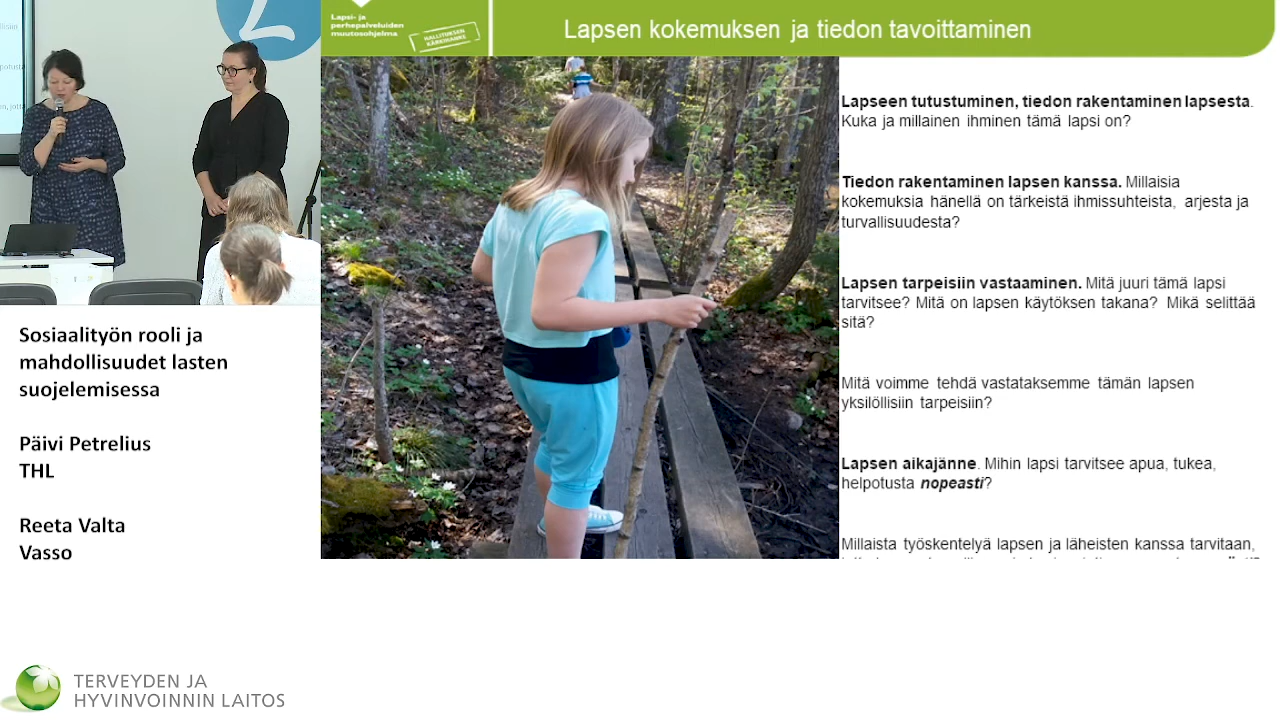 Lapsi- ja
perhepalveluiden
muutosohjelma
HALLITUKSEN
KÄRKIHANKE
Lapsen kokemuksen ja tiedon tavoittaminen
Lapseen tutustuminen, tiedon rakentaminen lapsesta.
Kuka ja millainen ihminen tämä lapsi on?
Tiedon rakentaminen lapsen kanssa. Millaisia
kokemuksia hänellä on tärkeistä ihmissuhteista, arjesta ja
turvallisuudesta?
Lapsen tarpeisiin vastaaminen. Mitä juuri tämä lapsi
tarvitsee? Mitä on lapsen käytöksen takana? Mikä selittää
sitä?
Mitä voimme tehdä vastataksemme tämän lapsen
yksilöllisiin tarpeisiin?
Lapsen aikajänne. Mihin lapsi tarvitsee apua, tukea,
helpotusta nopeasti?
Millaista työskentelyä lapsen ja läheisten kanssa tarvitaan,
Sosiaalityön rooli ja
mahdollisuudet lasten
suojelemisessa
Päivi Petrelius
THL
Reeta Valta
Vasso
TERVEYDEN JA
HYVINVOINNIN LAITOS